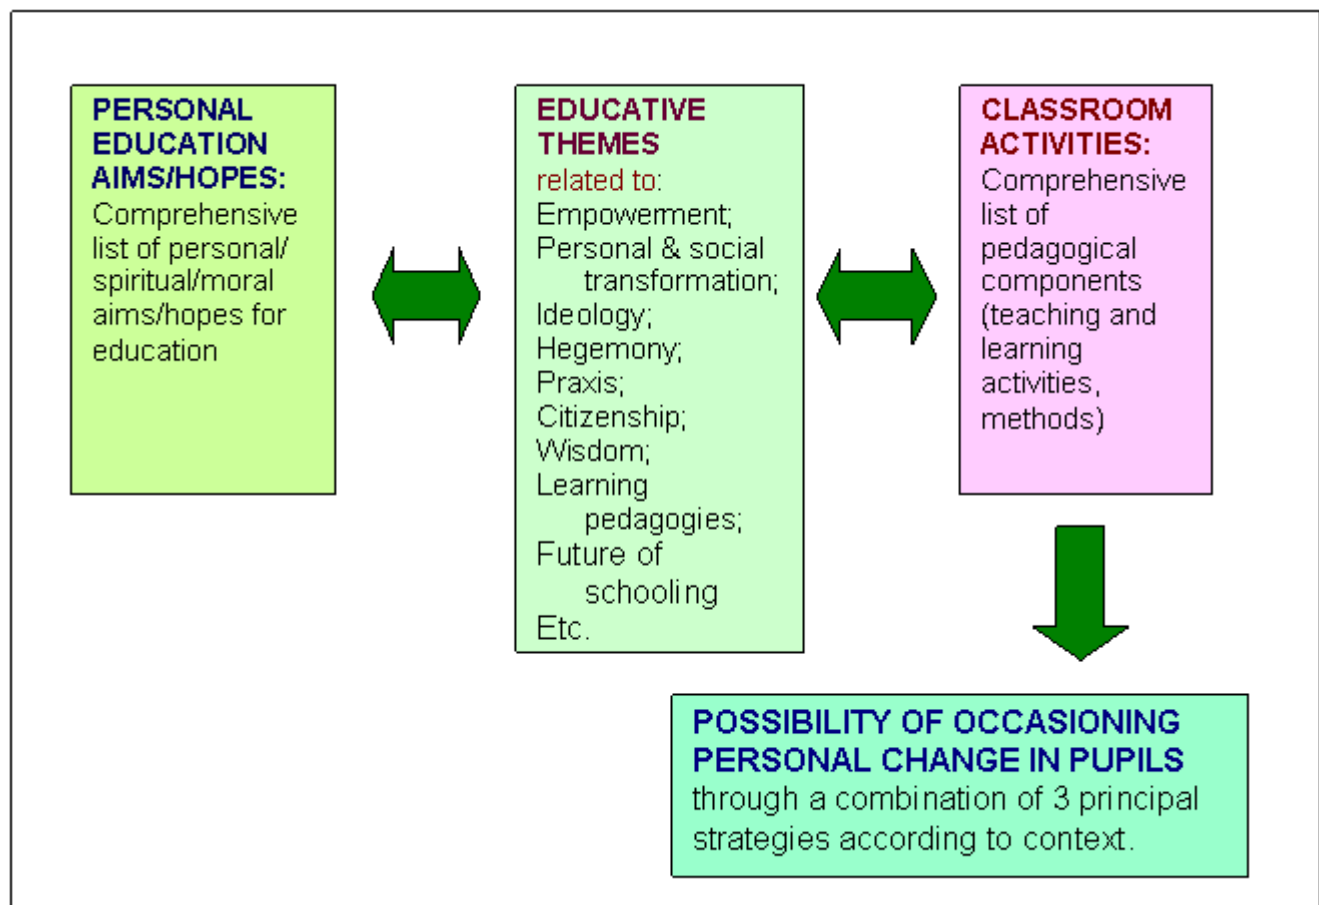 PERSONAL
EDUCATION
AIMS/HOPES:
Comprehensive
list of personal/
spiritual/moral
aims/hopes for
education
EDUCATIVE
THEMES
related to:
Empowerment;
Personal & social
transformation;
Ideology;
Hegemony;
Praxis;
Citizenship;
Wisdom;
Learning
pedagogies;
Future of
schooling
Etc.
CLASSROOM
ACTIVITIES:
Comprehensive
list of
pedagogical
components
(teaching and
learning
activities,
methods)
POSSIBILITY OF OCCASIONING
PERSONAL CHANGE IN PUPILS
through a combination of 3 principal
strategies according to context.